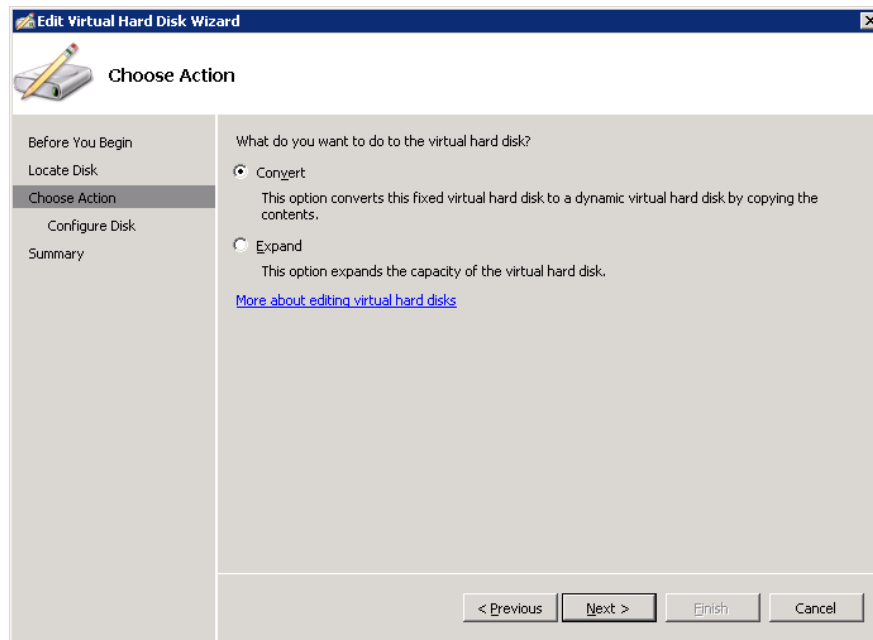 Edit Virtual Hard Disk Wizard
Choose Action
Before You Begin
Locate Disk
Choose Action
Configure Disk
Summary
What do you want to do to the virtual hard disk?
Convert
This option converts this fixed virtual hard disk to a dynamic virtual hard disk by copying the
contents.
Expand
This option expands the capacity of the virtual hard disk.
More about editing virtual hard disks
< Previous
Next >
Finish
Cancel